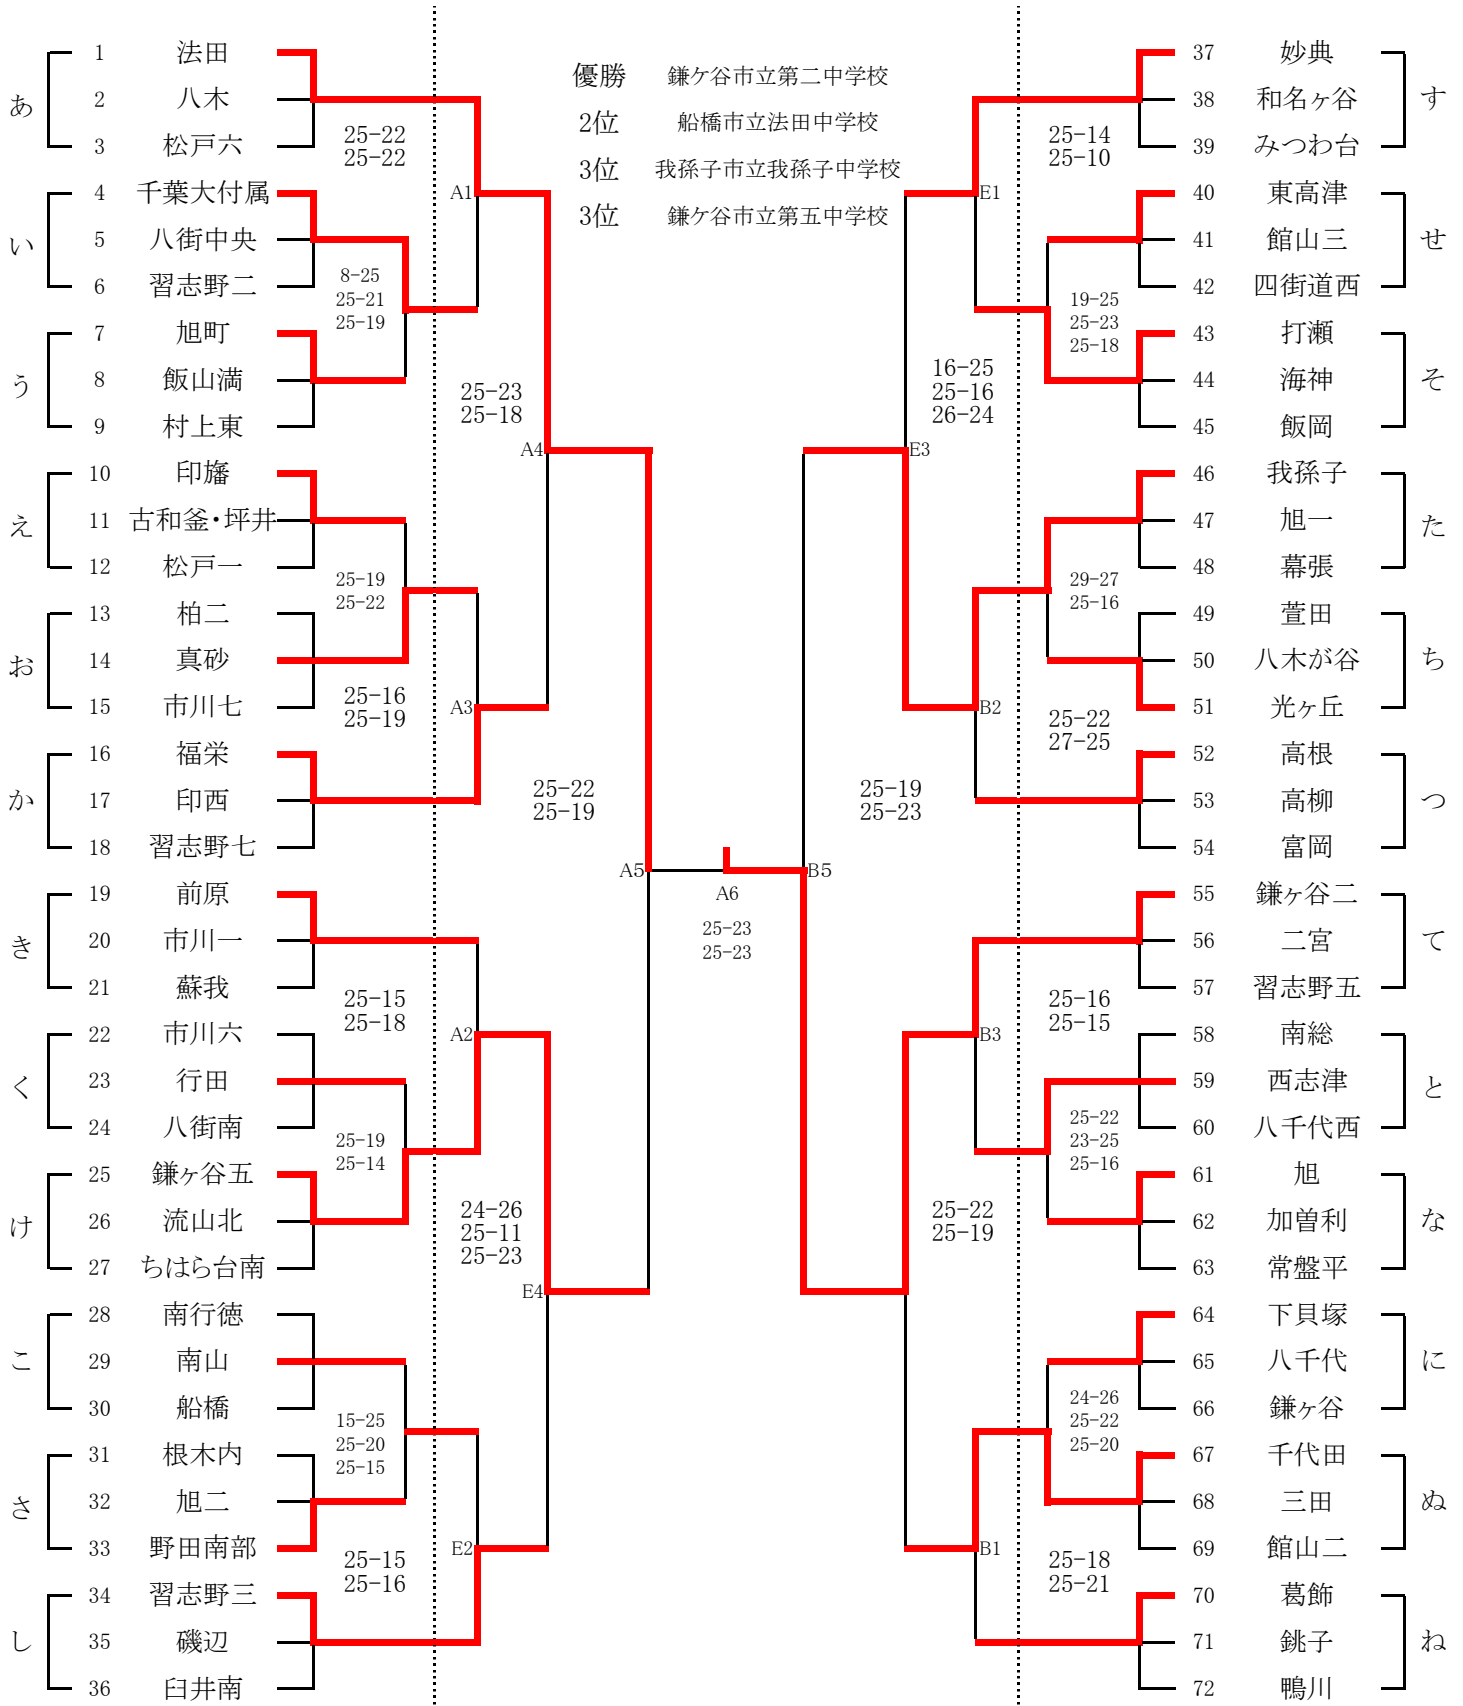 優勝 鎌ケ谷市立第二中学校
2位 船橋市立法田中学校
3位 我孫子市立我孫子中学校
3位 鎌ケ谷市立第五中学校
あ
1 法田
2 八木
3 松戸六
い
4 千葉大付属
5 八街中央
6 習志野二
う
7 旭町
8 飯山満
9 村上東
え
10 印旛
11 古和釜・坪井
12 松戸一
お
13 柏二
14 真砂
15 市川七
か
16 福栄
17 印西
18 習志野七
き
19 前原
20 市川一
21 蘇我
く
22 市川六
23 行田
24 八街南
け
25 鎌ヶ谷五
26 流山北
27 ちはら台南
こ
28 南行徳
29 南山
30 船橋
さ
31 根木内
32 旭二
33 野田南部
し
34 習志野三
35 磯辺
36 臼井南
25-22
25-22
A1
8-25
25-21
25-19
25-23
25-18
A4
25-19
25-22
25-16
25-19
A3
25-22
25-19
A5
25-15
25-18
A2
25-19
25-14
24-26
25-11
25-23
E4
15-25
25-20
25-15
E2
25-15
25-16
A6
25-23
25-23
25-14
25-10
E1
19-25
25-23
25-18
16-25
25-16
26-24
E3
29-27
25-16
B2
25-22
27-25
25-19
25-23
B5
25-16
25-15
B3
25-22
23-25
25-16
25-22
25-19
24-26
25-22
25-20
B1
25-18
25-21
37 妙典
38 和名ヶ谷
39 みつわ台
す
40 東高津
41 館山三
42 四街道西
せ
43 打瀬
44 海神
45 飯岡
そ
46 我孫子
47 旭一
48 幕張
た
49 萱田
50 八木が谷
51 光ヶ丘
ち
52 高根
53 高柳
54 富岡
つ
55 鎌ヶ谷二
56 二宮
57 習志野五
て
58 南総
59 西志津
60 八千代西
と
61 旭
62 加曽利
63 常盤平
な
64 下貝塚
65 八千代
66 鎌ヶ谷
に
67 千代田
68 三田
69 館山二
ぬ
70 葛飾
71 銚子
72 鴨川
ね